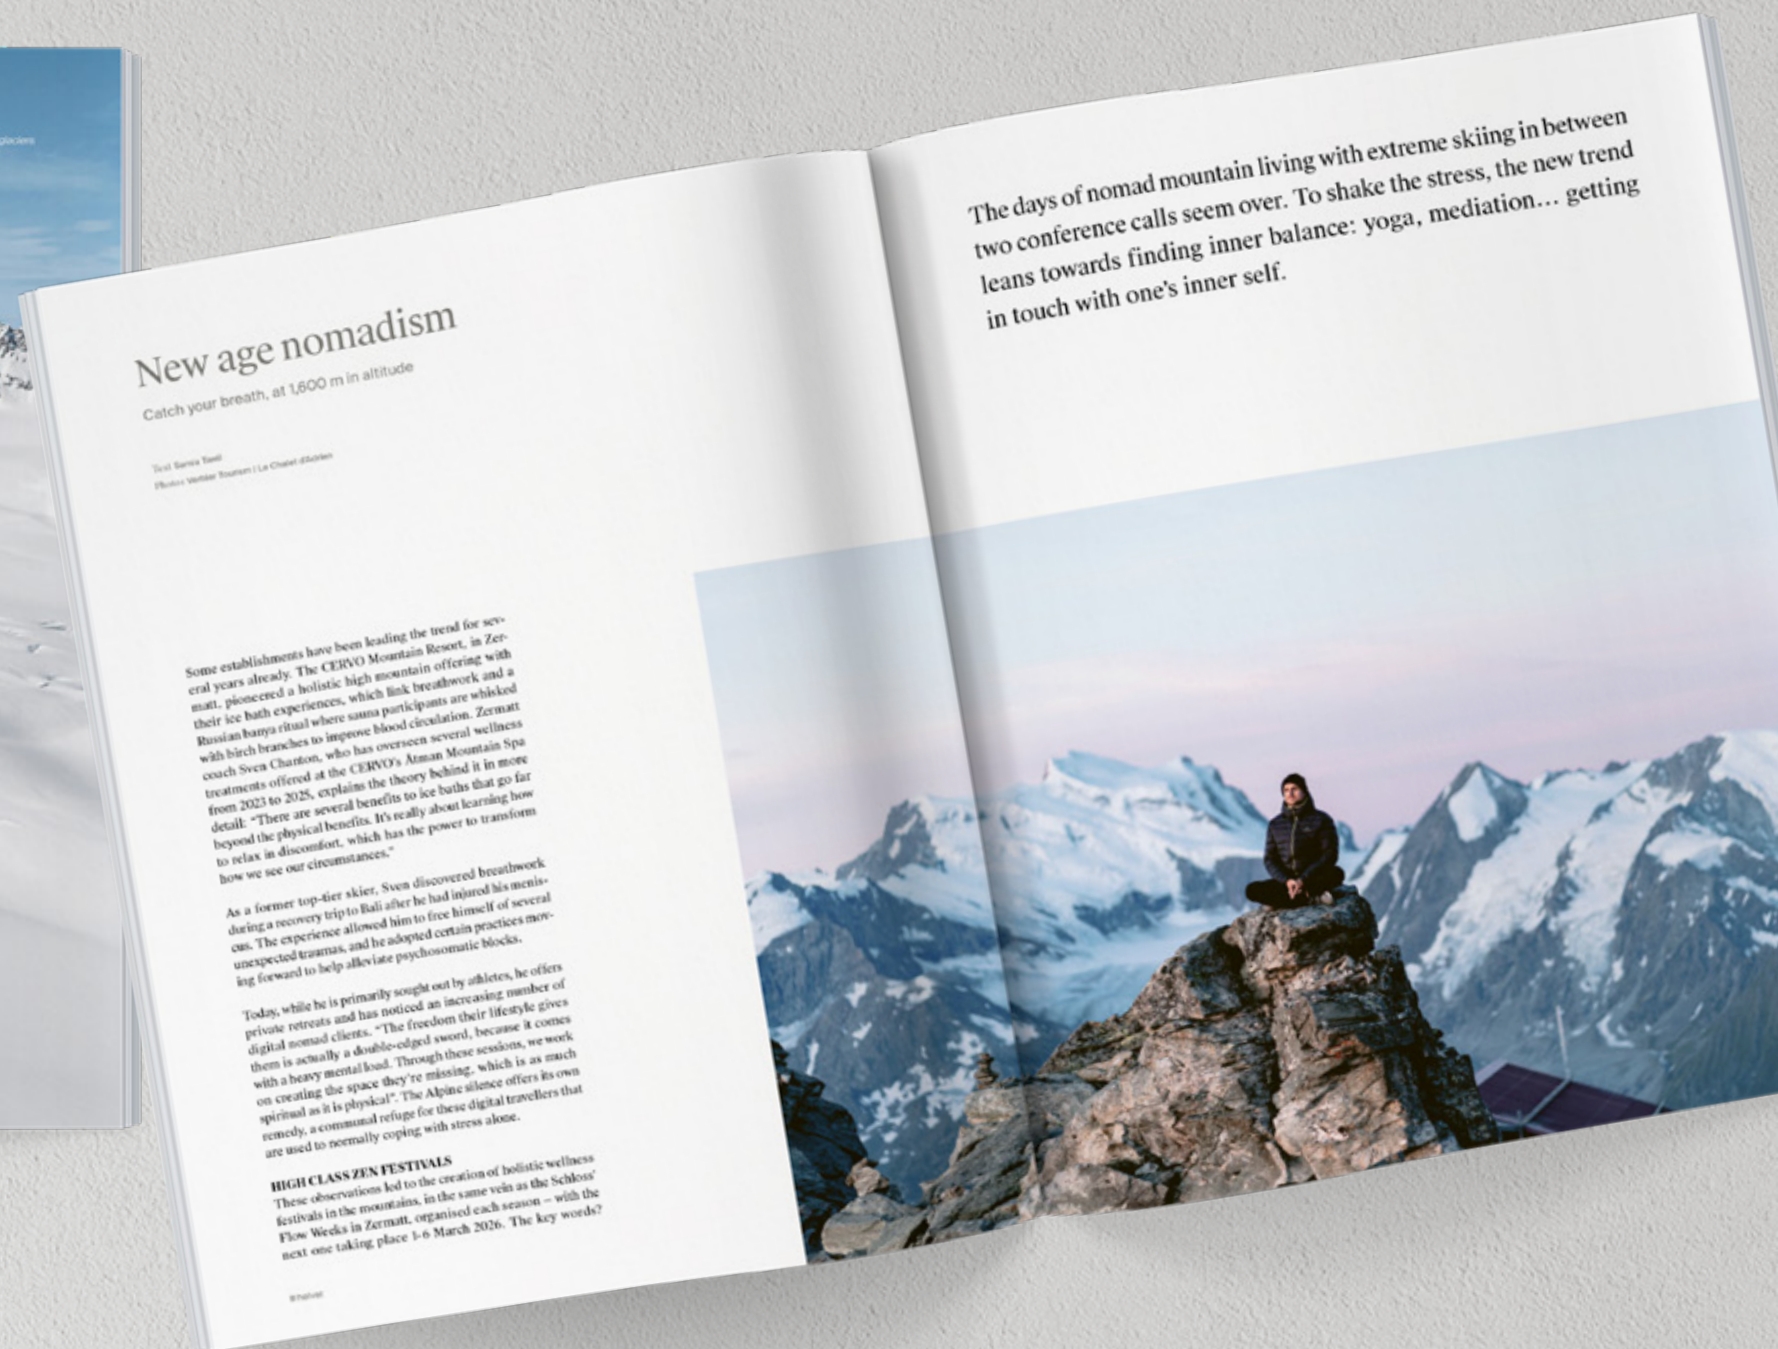 glaciers
New age nomadism
Catch your breath, at 1,600 m in altitude
Text
Photos Verbier Tourism | Le Chalet d'Adrien
Some establishments have been leading the trend for sev-
eral years already. The CERVO Mountain Resort, in Zer-
matt, pioneered a holistic high mountain offering with
their ice bath experiences, which link breathwork and a
Russian banya ritual where sauna participants are whisked
with birch branches to improve blood circulation. Zermatt
coach Sven Chanton, who has overseen several wellness
treatments offered at the CERVO's Ātman Mountain Spa
from 2023 to 2025, explains the theory behind it in more
detail: “There are several benefits to ice baths that go far
beyond the physical benefits. It's really about learning how
to relax in discomfort, which has the power to transform
how we see our circumstances.”
As a former top-tier skier, Sven discovered breathwork
during a recovery trip to Bali after he had injured his menis-
cus. The experience allowed him to free himself of several
unexpected traumas, and he adopted certain practices mov-
ing forward to help alleviate psychosomatic blocks.
Today, while he is primarily sought out by athletes, he offers
private retreats and has noticed an increasing number of
digital nomad clients. “The freedom their lifestyle gives
them is actually a double-edged sword, because it comes
with a heavy mental load. Through these sessions, we work
on creating the space they're missing, which is as much
spiritual as it is physical”. The Alpine silence offers its own
remedy, a communal refuge for these digital travellers that
are used to normally coping with stress alone.
HIGH CLASS ZEN FESTIVALS
These observations led to the creation of holistic wellness
festivals in the mountains, in the same vein as the Schloss'
Flow Weeks in Zermatt, organised each season – with the
next one taking place 1-6 March 2026. The key words?
The days of nomad mountain living with extreme skiing in between
two conference calls seem over. To shake the stress, the new trend
leans towards finding inner balance: yoga, mediation… getting
in touch with one's inner self.